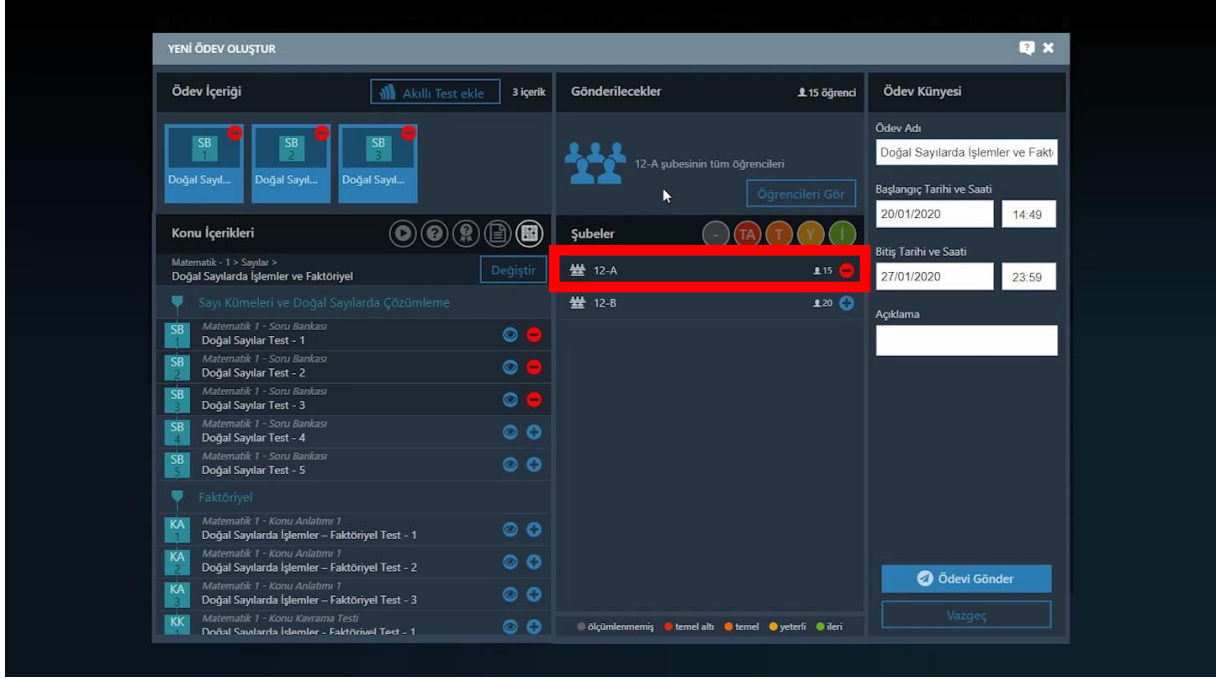 YENİ ÖDEV OLUŞTUR
Ödev İçeriği
Akıllı Test ekle
3 içerik
SB
1
Doğal Sayıl...
SB
2
Doğal Sayıl...
SB
3
Doğal Sayıl...
Konu İçerikleri
Matematik - 1 > Sayılar >
Doğal Sayılarda İşlemler ve Faktöriyel
Değiştir
Sayı Kümeleri ve Doğal Sayılarda Çözümleme
SB
1
Matematik 1 - Soru Bankası
Doğal Sayılar Test - 1
SB
2
Matematik 1 - Soru Bankası
Doğal Sayılar Test - 2
SB
3
Matematik 1 - Soru Bankası
Doğal Sayılar Test - 3
SB
4
Matematik 1 - Soru Bankası
Doğal Sayılar Test - 4
SB
5
Matematik 1 - Soru Bankası
Doğal Sayılar Test - 5
Faktöriyel
KA
1
Matematik 1 - Konu Anlatımı 1
Doğal Sayılarda İşlemler – Faktöriyel Test - 1
KA
2
Matematik 1 - Konu Anlatımı 1
Doğal Sayılarda İşlemler – Faktöriyel Test - 2
KA
3
Matematik 1 - Konu Anlatımı 1
Doğal Sayılarda İşlemler – Faktöriyel Test - 3
KK
1
Matematik 1 - Konu Kavrama Testi
Doğal Sayılarda İşlemler - Faktöriyel Test - 1
Gönderilecekler
15 öğrenci
12-A şubesinin tüm öğrencileri
Öğrencileri Gör
Şubeler
- TA T Y İ
12-A 15
12-B 20
ölçümlenmemiş temel altı temel yeterli ileri
Ödev Künyesi
Ödev Adı
Doğal Sayılarda İşlemler ve Fakt
Başlangıç Tarihi ve Saati
20/01/2020 14:49
Bitiş Tarihi ve Saati
27/01/2020 23:59
Açıklama
Ödevi Gönder
Vazgeç